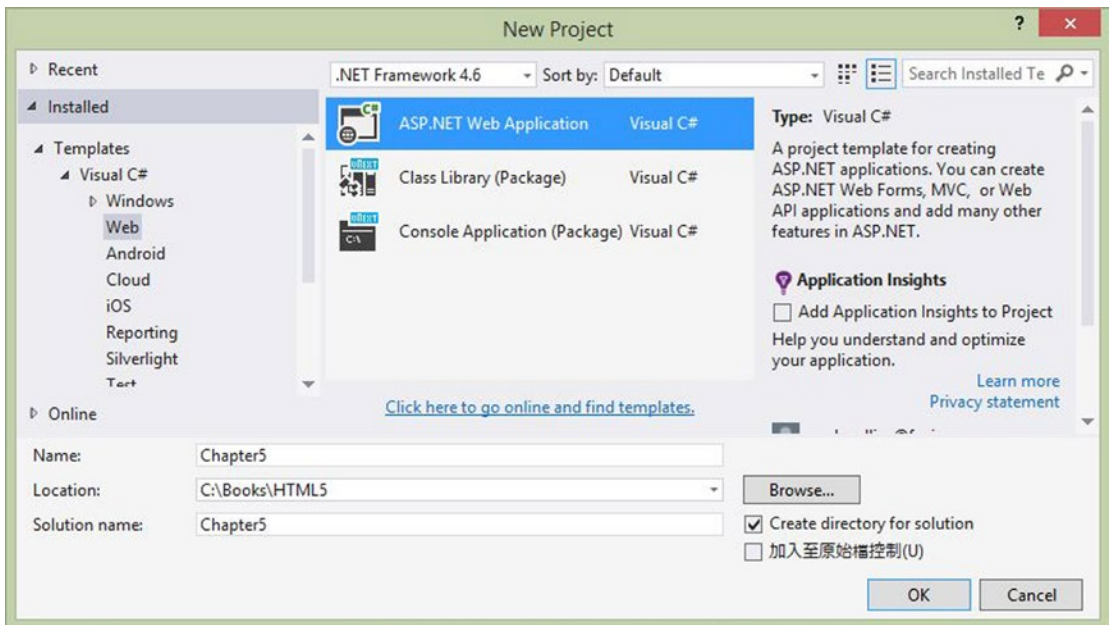 New Project
?
Recent
.NET Framework 4.6
Sort by: Default
Search Installed Te
Installed
Templates
Visual C#
Windows
Web
Android
Cloud
iOS
Reporting
Silverlight
Test
Online
C#
ASP.NET Web Application Visual C#
Class Library (Package) Visual C#
C:\
Console Application (Package) Visual C#
Click here to go online and find templates.
Type: Visual C#
A project template for creating
ASP.NET applications. You can create
ASP.NET Web Forms, MVC, or Web
API applications and add many other
features in ASP.NET.
Application Insights
Add Application Insights to Project
Help you understand and optimize
your application.
Learn more
Privacy statement
Name: Chapter5
Location: C:\Books\HTML5
Browse...
Solution name: Chapter5
Create directory for solution
加入至原始檔控制(U)
OK
Cancel